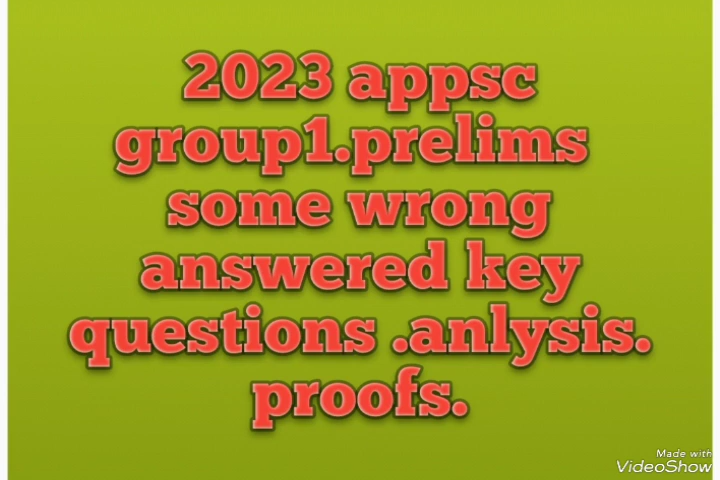 2023 appsc
group1.prelims
some wrong
answered key
questions .anlysis.
proofs.
Made with
VideoShow